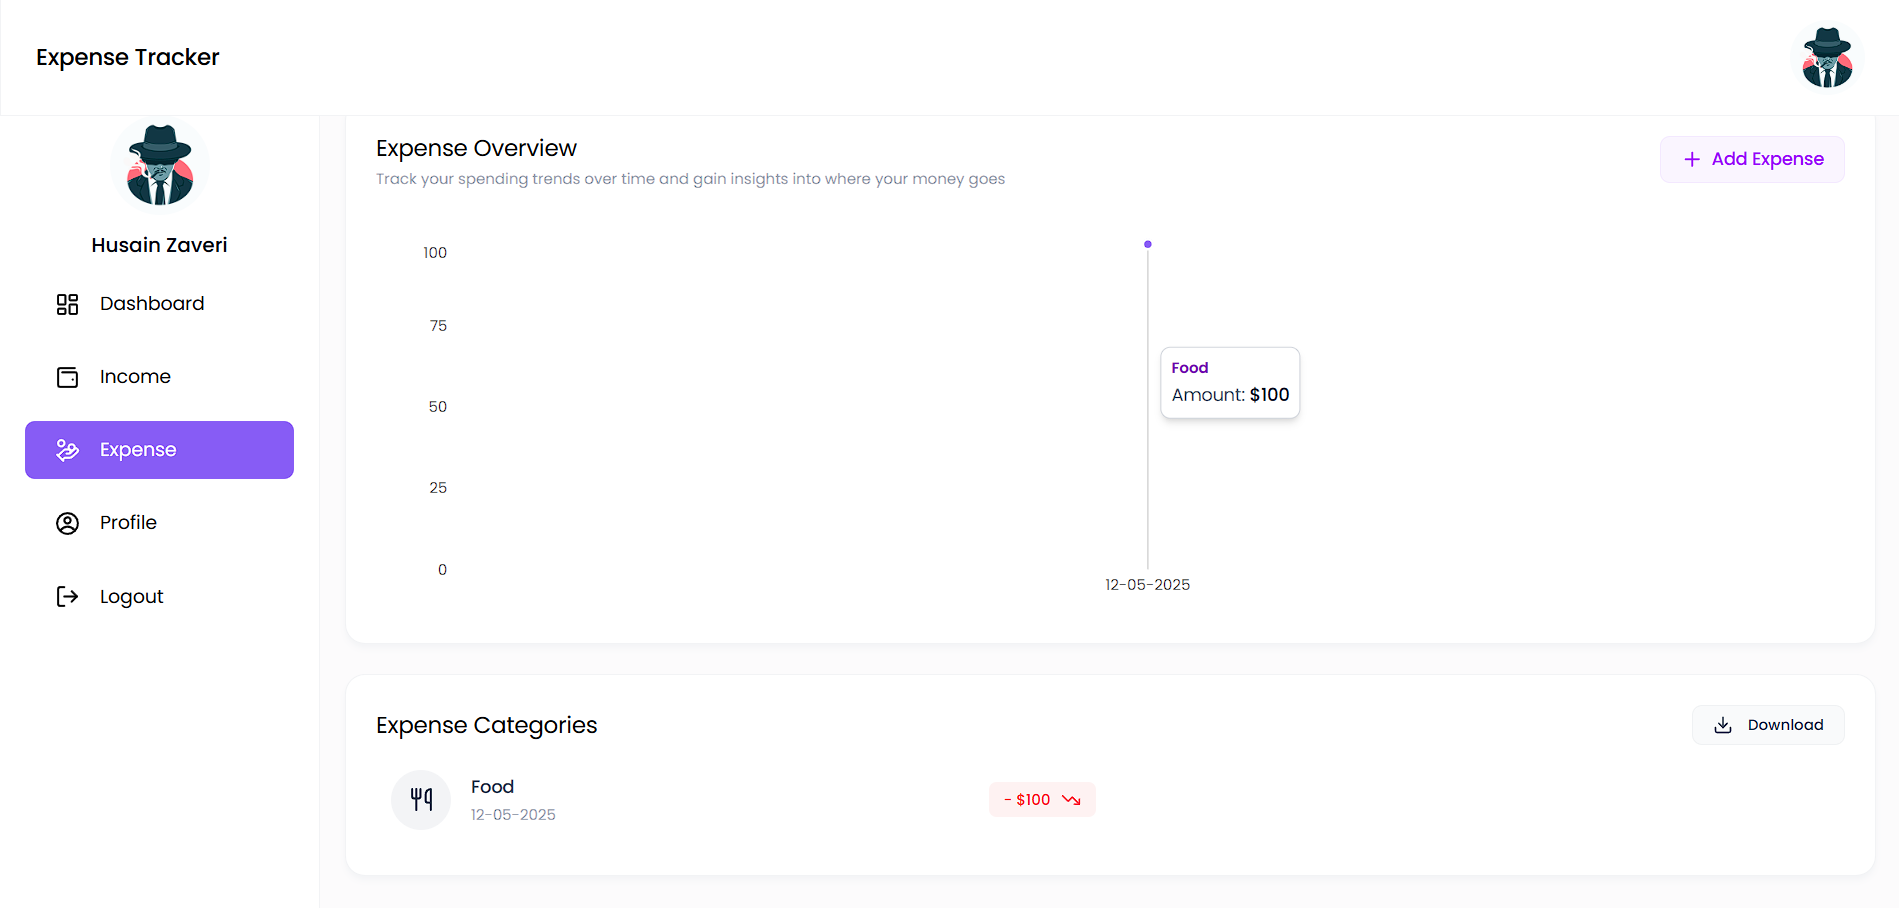 Expense Tracker
Husain Zaveri
Dashboard
Income
Expense
Profile
Logout
Expense Overview
Track your spending trends over time and gain insights into where your money goes
+ Add Expense
100
75
50
25
0
Food
Amount: $100
12-05-2025
Expense Categories
Download
Food
12-05-2025
- $100